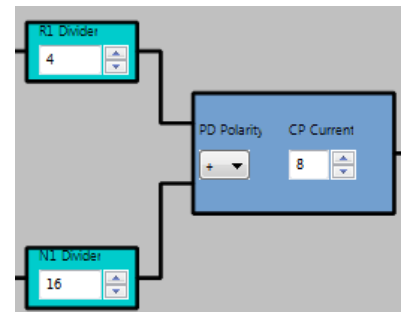 R1 Divider
4
PD Polarity
CP Current
+
8
N1 Divider
16